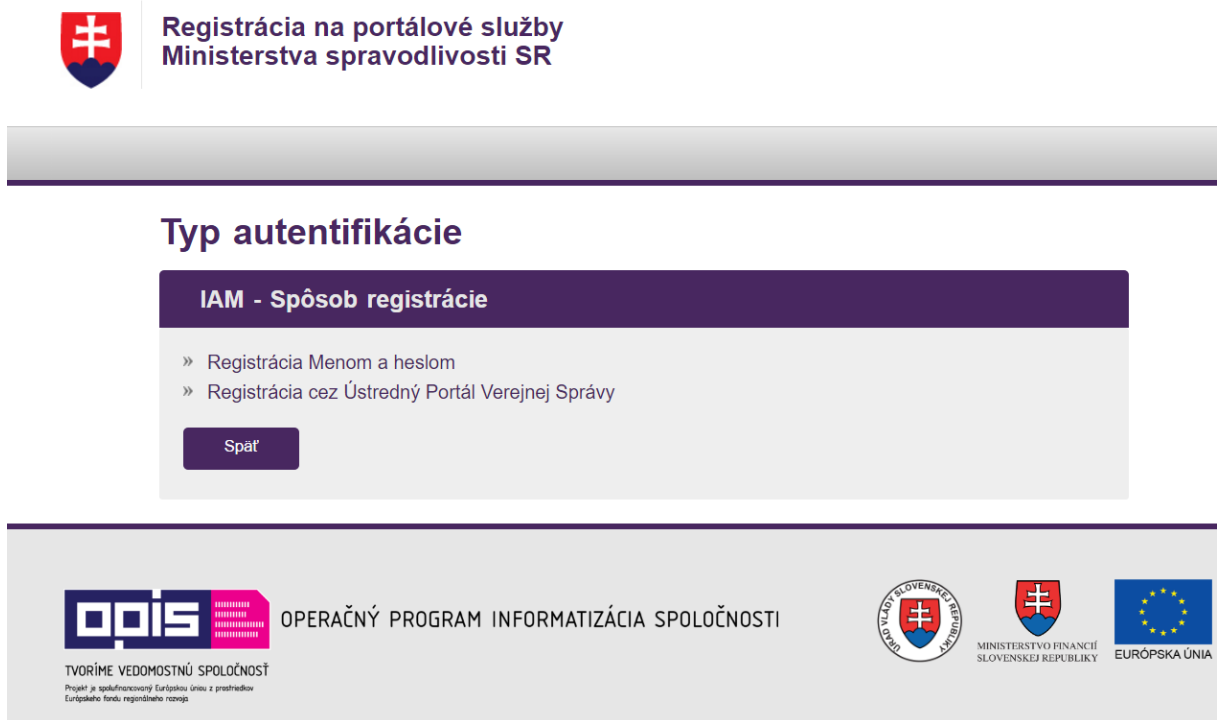 Registrácia na portálové služby
Ministerstva spravodlivosti SR
Typ autentifikácie
IAM - Spôsob registrácie
» Registrácia Menom a heslom
» Registrácia cez Ústredný Portál Verejnej Správy
Späť
opis
OPERAČNÝ PROGRAM INFORMATIZÁCIA SPOLOČNOSTI
TVORÍME VEDOMOSTNÚ SPOLOČNOSŤ
Projekt je spolufinancovaný Európskou úniou z prostriedkov
Európskeho fondu regionálneho rozvoja
ÚRAD VLÁDY SLOVENSKEJ REPUBLIKY
MINISTERSTVO FINANCIÍ
SLOVENSKEJ REPUBLIKY
EURÓPSKA ÚNIA